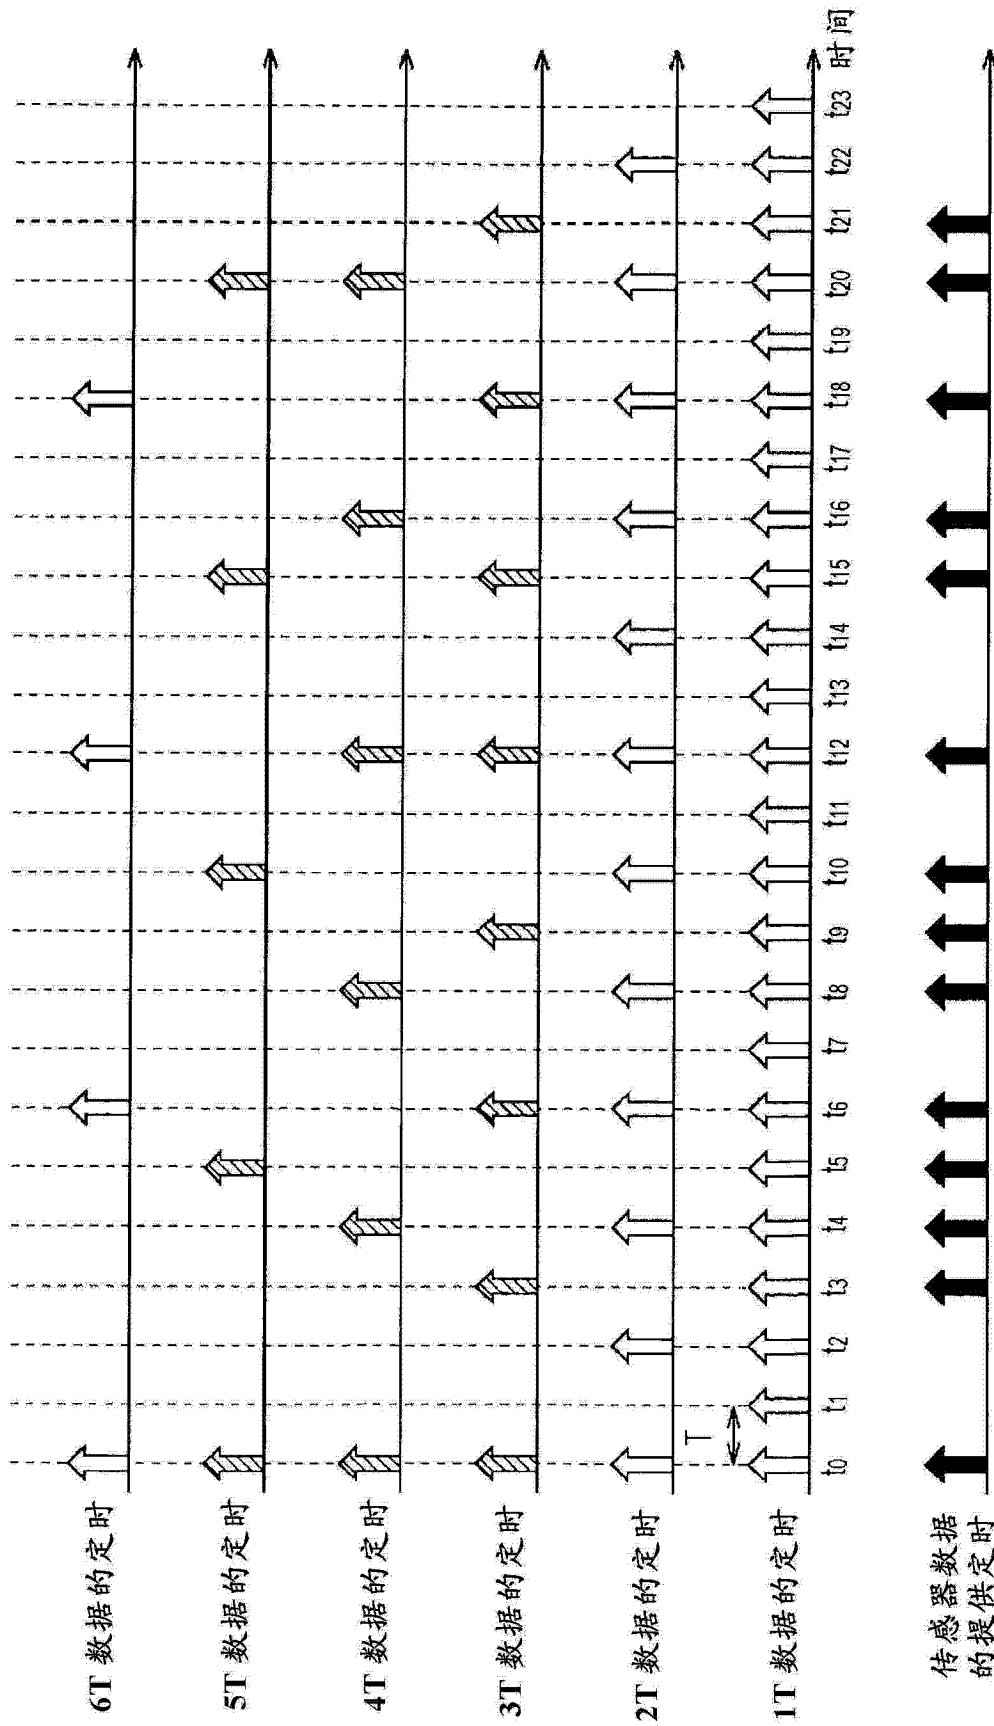 6T 数据的定时
5T 数据的定时
4T 数据的定时
3T 数据的定时
2T 数据的定时
T
1T 数据的定时
t0 t1 t2 t3 t4 t5 t6 t7 t8 t9 t10 t11 t12 t13 t14 t15 t16 t17 t18 t19 t20 t21 t22 t23
时间
传感器数据
的提供定时